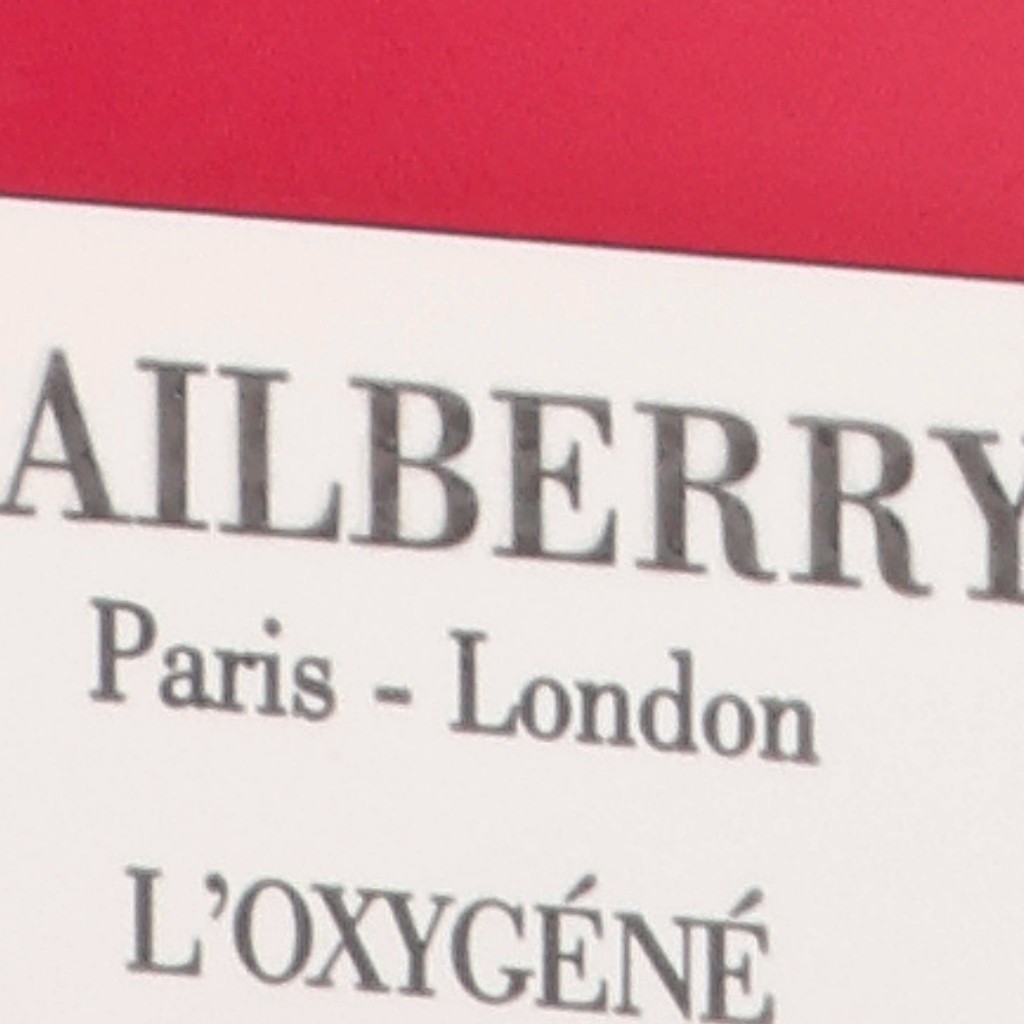 AILBERRY
Paris - London
L’OXYGÉNÉ